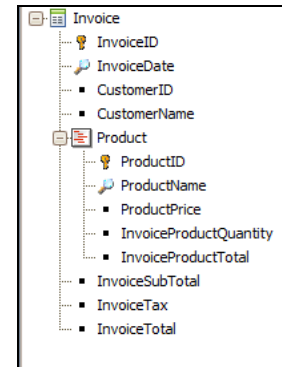 Invoice
InvoiceID
InvoiceDate
CustomerID
CustomerName
Product
ProductID
ProductName
ProductPrice
InvoiceProductQuantity
InvoiceProductTotal
InvoiceSubTotal
InvoiceTax
InvoiceTotal